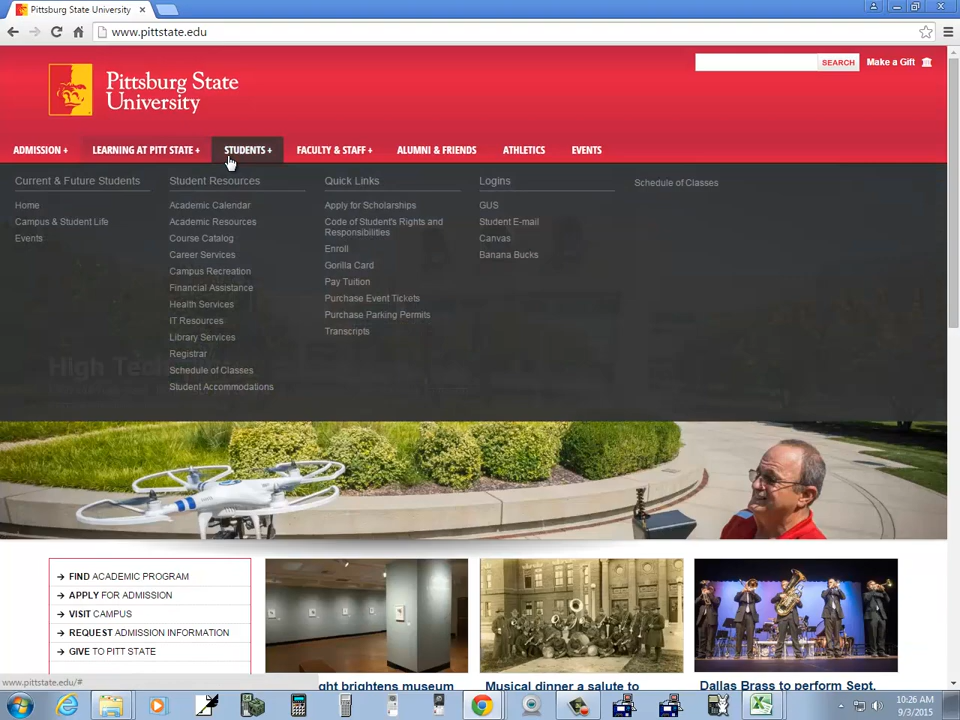 Pittsburg State University
www.pittstate.edu
SEARCH
Make a Gift
Pittsburg State
University
ADMISSION +
LEARNING AT PITT STATE +
STUDENTS +
FACULTY & STAFF +
ALUMNI & FRIENDS
ATHLETICS
EVENTS
Current & Future Students
Home
Campus & Student Life
Events
Student Resources
Academic Calendar
Academic Resources
Course Catalog
Career Services
Campus Recreation
Financial Assistance
Health Services
IT Resources
Library Services
Registrar
Schedule of Classes
Student Accommodations
Quick Links
Apply for Scholarships
Code of Student's Rights and
Responsibilities
Enroll
Gorilla Card
Pay Tuition
Purchase Event Tickets
Purchase Parking Permits
Transcripts
Logins
GUS
Student E-mail
Canvas
Banana Bucks
Schedule of Classes
High Tech
FIND ACADEMIC PROGRAM
APPLY FOR ADMISSION
VISIT CAMPUS
REQUEST ADMISSION INFORMATION
GIVE TO PITT STATE
ght brightens museum
Musical dinner a salute to
Dallas Brass to perform Sept.
www.pittstate.edu/#
10:26 AM
9/3/2015